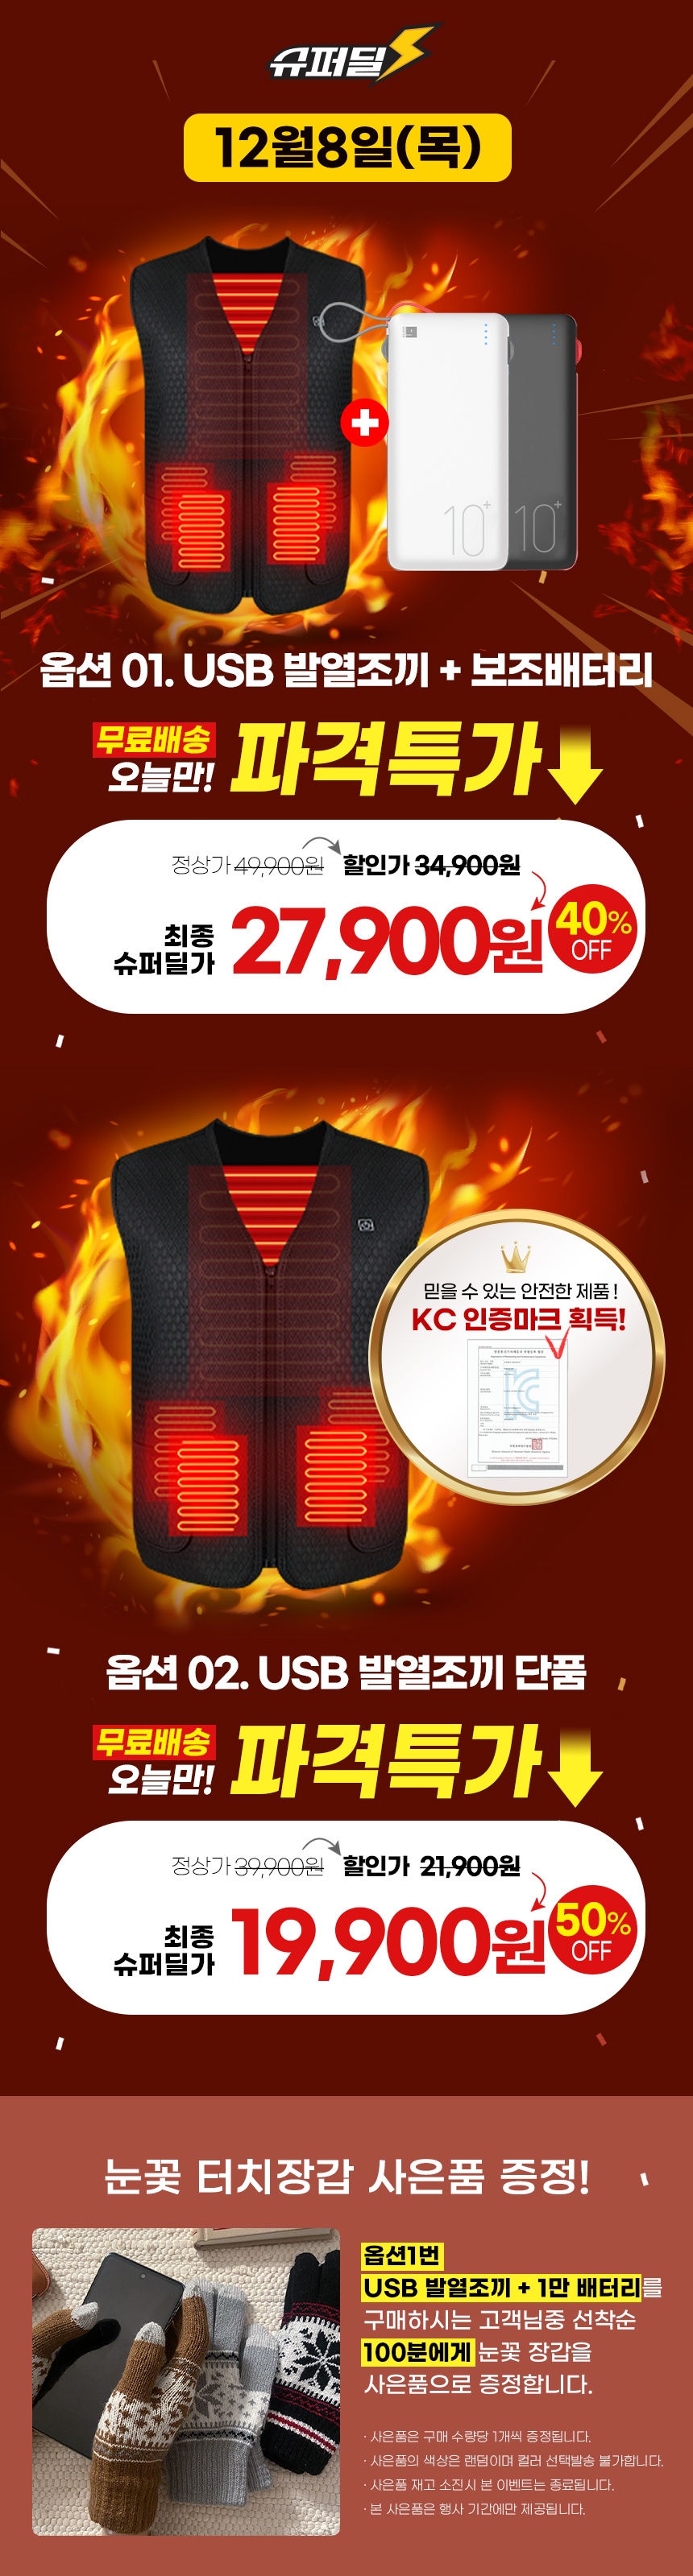 슈퍼딜
12월8일(목)
10+ 10+
옵션 01. USB 발열조끼 + 보조배터리
무료배송
오늘만! 파격특가
정상가 49,900원 할인가 34,900원
최종
슈퍼딜가 27,900원 40%
OFF
믿을 수 있는 안전한 제품 !
KC 인증마크 획득!
옵션 02. USB 발열조끼 단품
무료배송
오늘만! 파격특가
정상가 39,900원 할인가 21,900원
최종
슈퍼딜가 19,900원 50%
OFF
눈꽃 터치장갑 사은품 증정!
옵션1번
USB 발열조끼 + 1만 배터리를
구매하시는 고객님중 선착순
100분에게 눈꽃 장갑을
사은품으로 증정합니다.
· 사은품은 구매 수량당 1개씩 증정됩니다.
· 사은품의 색상은 랜덤이며 컬러 선택발송 불가합니다.
· 사은품 재고 소진시 본 이벤트는 종료됩니다.
· 본 사은품은 행사 기간에만 제공됩니다.